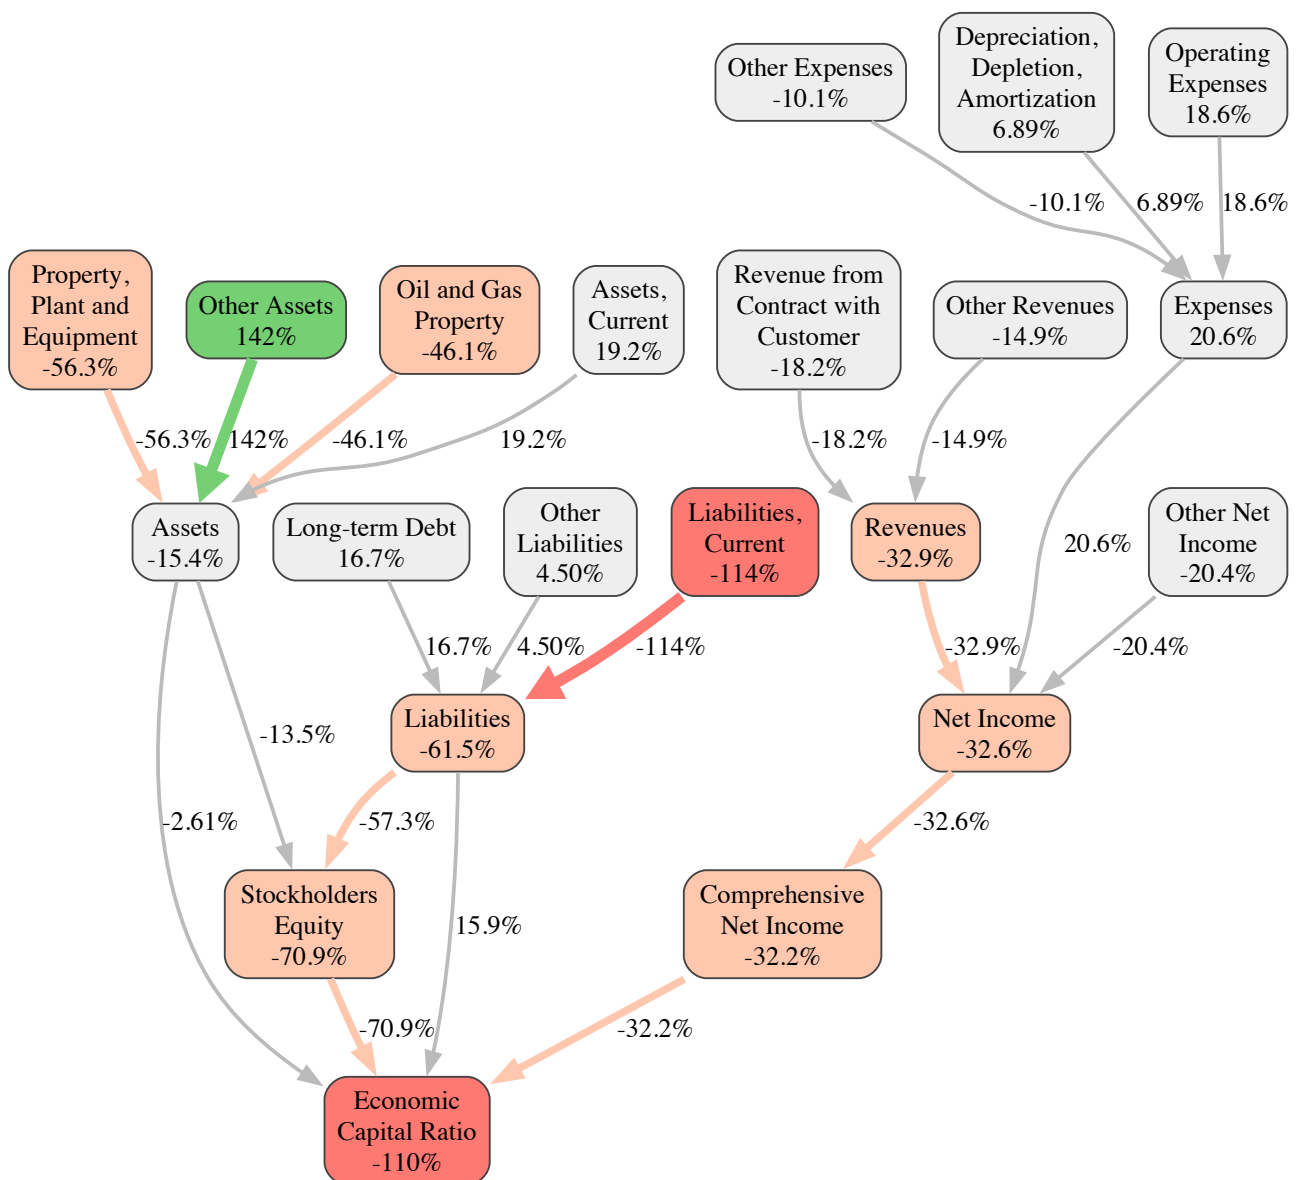 Other Expenses
-10.1%
Depreciation,
Depletion,
Amortization
6.89%
Operating
Expenses
18.6%
-10.1%
6.89%
18.6%
Property,
Plant and
Equipment
-56.3%
Other Assets
142%
Oil and Gas
Property
-46.1%
Assets,
Current
19.2%
Revenue from
Contract with
Customer
-18.2%
Other Revenues
-14.9%
Expenses
20.6%
-56.3%
142%
-46.1%
19.2%
-18.2%
-14.9%
Assets
-15.4%
Long-term Debt
16.7%
Other
Liabilities
4.50%
Liabilities,
Current
-114%
Revenues
-32.9%
20.6%
Other Net
Income
-20.4%
16.7%
4.50%
-114%
-32.9%
-20.4%
-13.5%
Liabilities
-61.5%
Net Income
-32.6%
-2.61%
-57.3%
-32.6%
Stockholders
Equity
-70.9%
15.9%
Comprehensive
Net Income
-32.2%
-70.9%
-32.2%
Economic
Capital Ratio
-110%